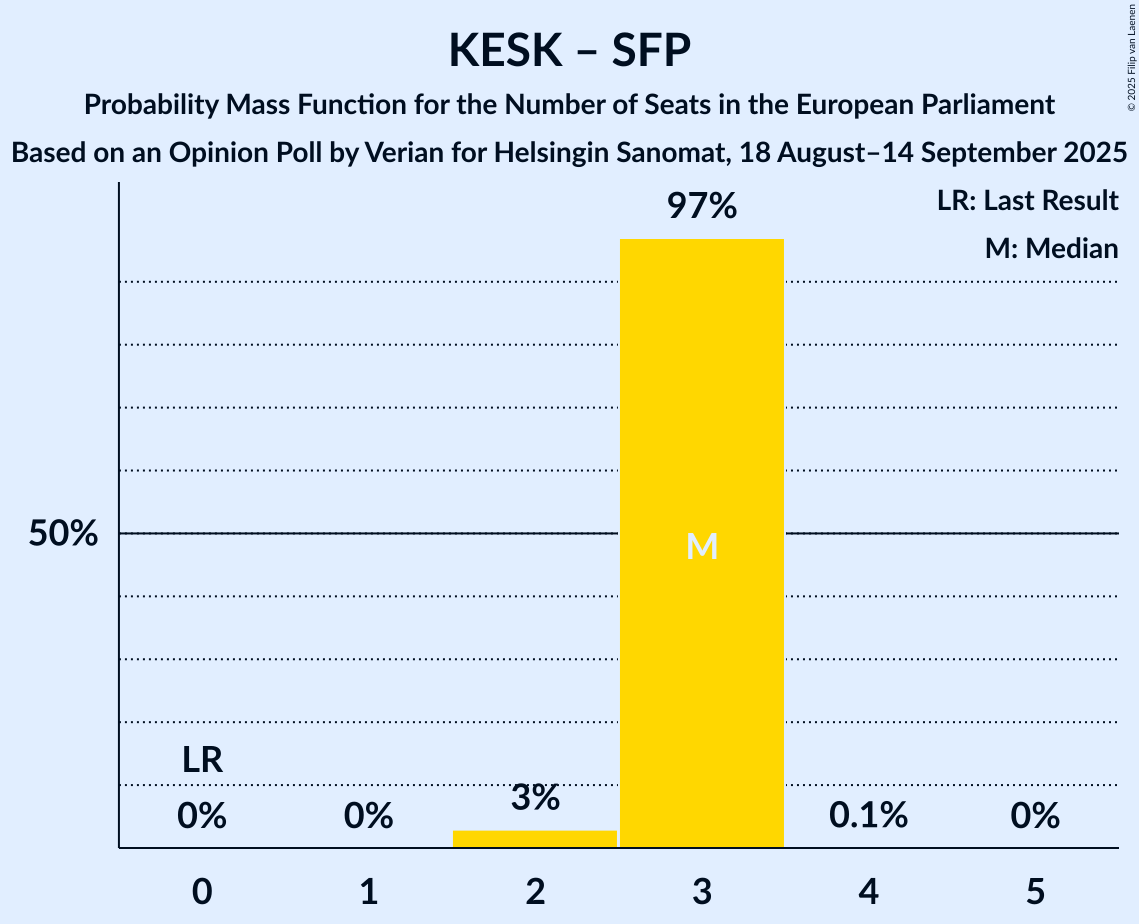 KESK – SFP
Probability Mass Function for the Number of Seats in the European Parliament
Based on an Opinion Poll by Verian for Helsingin Sanomat, 18 August–14 September 2025
© 2025 Filip van Laenen
LR: Last Result
M: Median
97%
50%
M
LR
0%
0%
3%
0.1%
0%
0
1
2
3
4
5